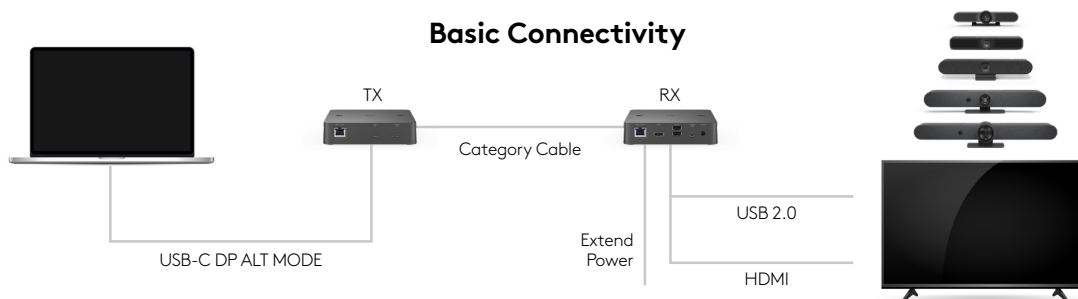 Basic Connectivity
TX
RX
Category Cable
USB 2.0
Extend
Power
USB-C DP ALT MODE
HDMI